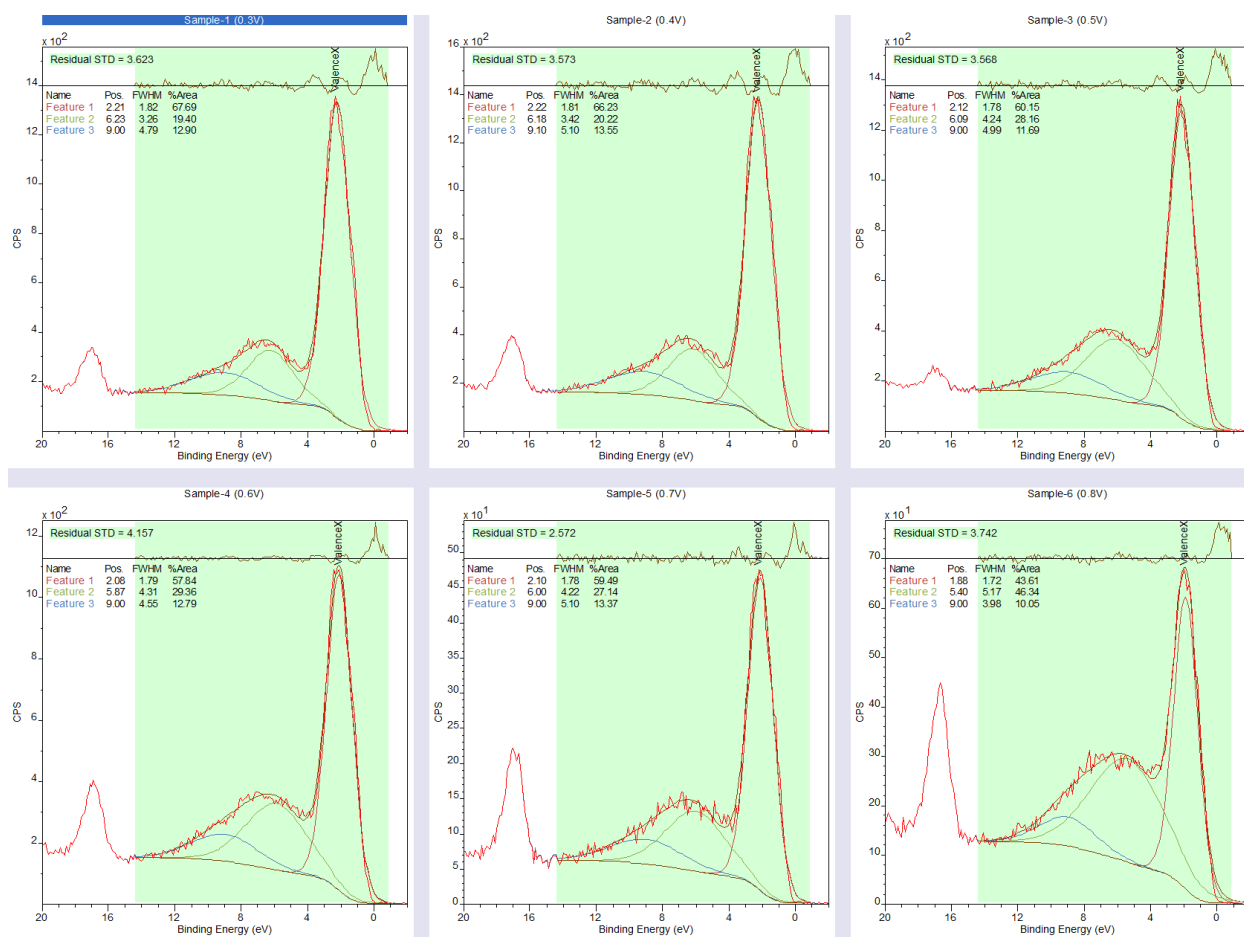 Sample-1 (0.3V)
x 10²
Residual STD = 3.623
ValenceX
Name Pos. FWHM %Area
Feature 1 2.21 1.82 67.69
Feature 2 6.23 3.26 19.40
Feature 3 9.00 4.79 12.90
14
12
10
8
6
4
2
CPS
20 16 12 8 4 0
Binding Energy (eV)
Sample-2 (0.4V)
x 10²
Residual STD = 3.573
ValenceX
Name Pos. FWHM %Area
Feature 1 2.22 1.81 66.23
Feature 2 6.18 3.42 20.22
Feature 3 9.10 5.10 13.55
16
14
12
10
8
6
4
2
CPS
20 16 12 8 4 0
Binding Energy (eV)
Sample-3 (0.5V)
x 10²
Residual STD = 3.568
ValenceX
Name Pos. FWHM %Area
Feature 1 2.12 1.78 60.15
Feature 2 6.09 4.24 28.16
Feature 3 9.00 4.99 11.69
14
12
10
8
6
4
2
CPS
20 16 12 8 4 0
Binding Energy (eV)
Sample-4 (0.6V)
x 10²
Residual STD = 4.157
ValenceX
Name Pos. FWHM %Area
Feature 1 2.08 1.79 57.84
Feature 2 5.87 4.31 29.36
Feature 3 9.00 4.55 12.79
12
10
8
6
4
2
CPS
20 16 12 8 4 0
Binding Energy (eV)
Sample-5 (0.7V)
x 10¹
Residual STD = 2.572
ValenceX
Name Pos. FWHM %Area
Feature 1 2.10 1.78 59.49
Feature 2 6.00 4.22 27.14
Feature 3 9.00 5.10 13.37
50
45
40
35
30
25
20
15
10
5
0
CPS
20 16 12 8 4 0
Binding Energy (eV)
Sample-6 (0.8V)
x 10¹
Residual STD = 3.742
ValenceX
Name Pos. FWHM %Area
Feature 1 1.88 1.72 43.61
Feature 2 5.40 5.17 46.34
Feature 3 9.00 3.98 10.05
70
60
50
40
30
20
10
0
CPS
20 16 12 8 4 0
Binding Energy (eV)